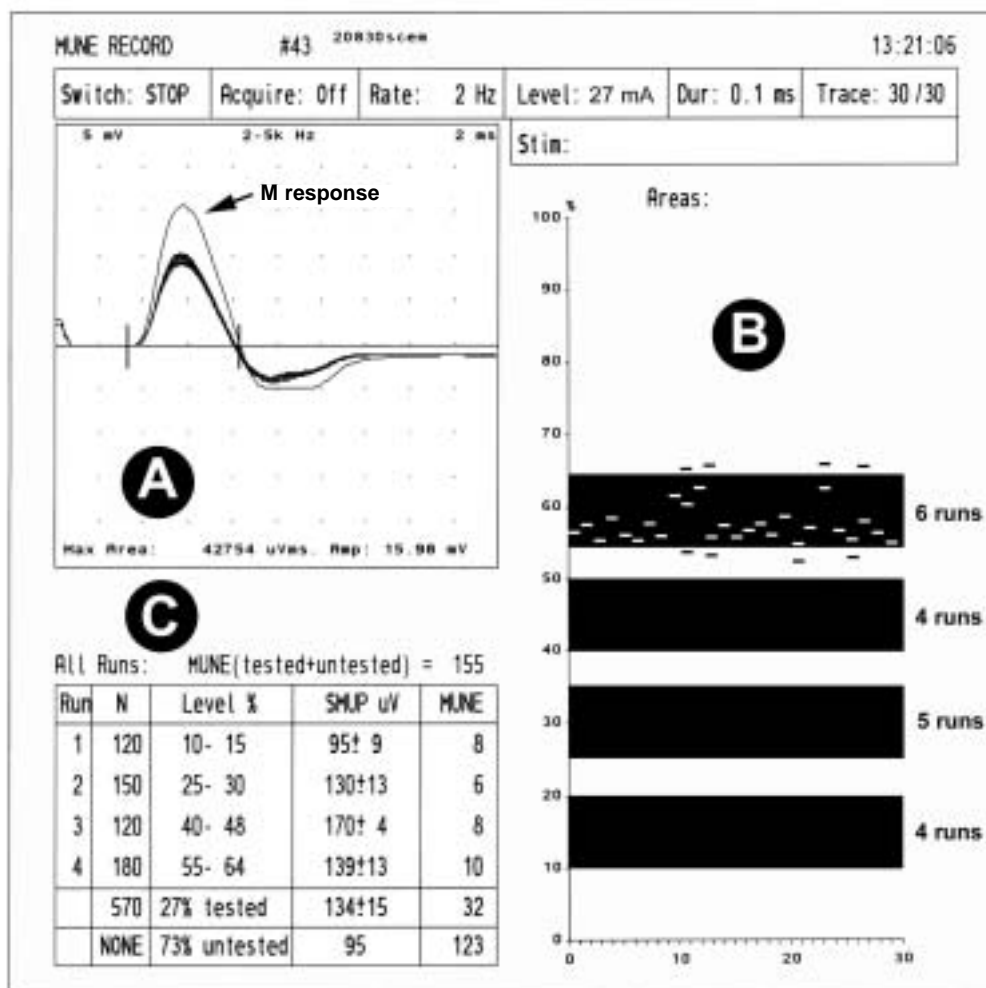 MUNE RECORD #43 20830scem 13:21:06
Switch: STOP Acquire: Off Rate: 2 Hz Level: 27 mA Dur: 0.1 ms Trace: 30/30
5 mV 2-5k Hz 2 ms
Stim:
M response
A
Max Area: 42754 uVms. Amp: 15.98 mV
Areas:
%
100
90
B
80
70
60
6 runs
50
4 runs
40
30
5 runs
20
4 runs
10
0
0 10 20 30
C
All Runs: MUNE(tested+untested) = 155
Run N Level % SMUP uV MUNE
1 120 10- 15 95± 9 8
2 150 25- 30 130±13 6
3 120 40- 48 170± 4 8
4 180 55- 64 139±13 10
570 27% tested 134±15 32
NONE 73% untested 95 123